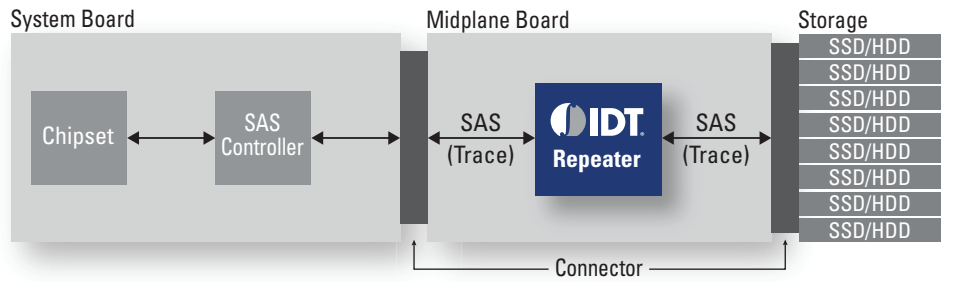 System Board
Midplane Board
Storage
Chipset
SAS
Controller
SAS
(Trace)
IDT
Repeater
SAS
(Trace)
SSD/HDD
SSD/HDD
SSD/HDD
SSD/HDD
SSD/HDD
SSD/HDD
SSD/HDD
SSD/HDD
Connector